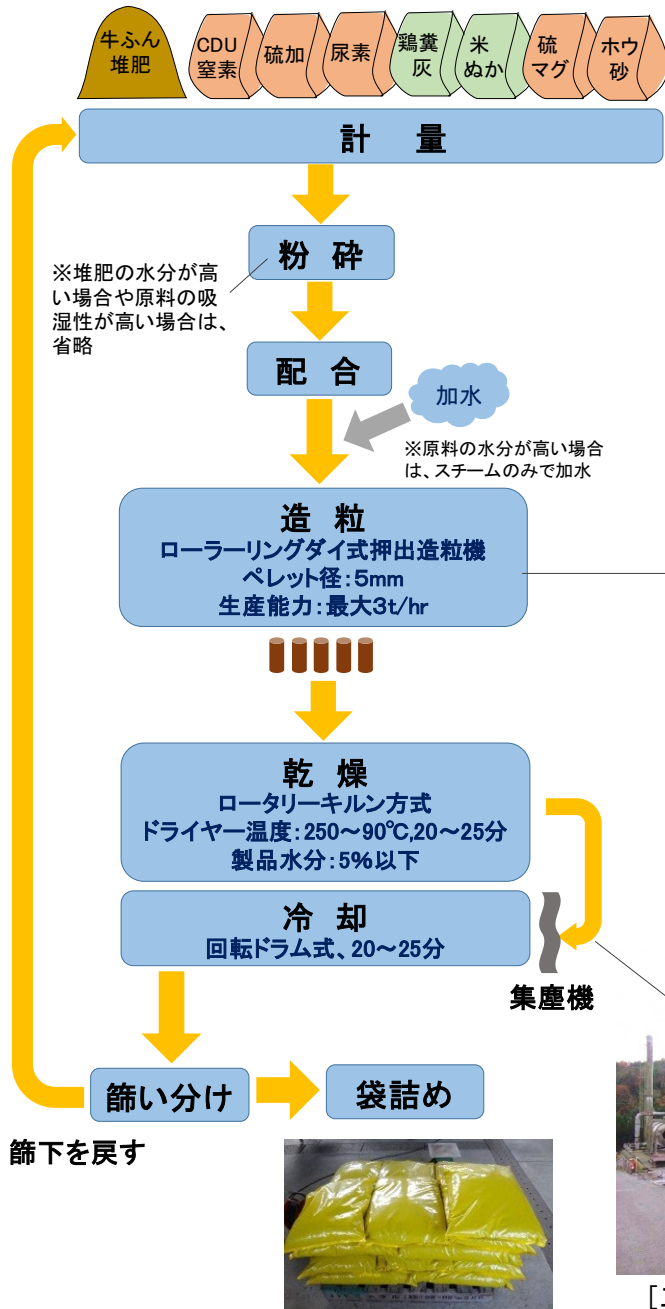 牛ふん
堆肥
CDU
窒素
硫加
尿素
鶏糞
灰
米
ぬか
硫
マグ
ホウ
砂
計 量
粉 砕
※堆肥の水分が高
い場合や原料の吸
湿性が高い場合は、
省略
配 合
加水
※原料の水分が高い場合
は、スチームのみで加水
造 粒
ローラーリングダイ式押出造粒機
ペレット径:5mm
生産能力:最大3t/hr
乾 燥
ロータリーキルン方式
ドライヤー温度:250～90℃,20～25分
製品水分:5%以下
冷 却
回転ドラム式、20～25分
集塵機
篩い分け
袋詰め
篩下を戻す